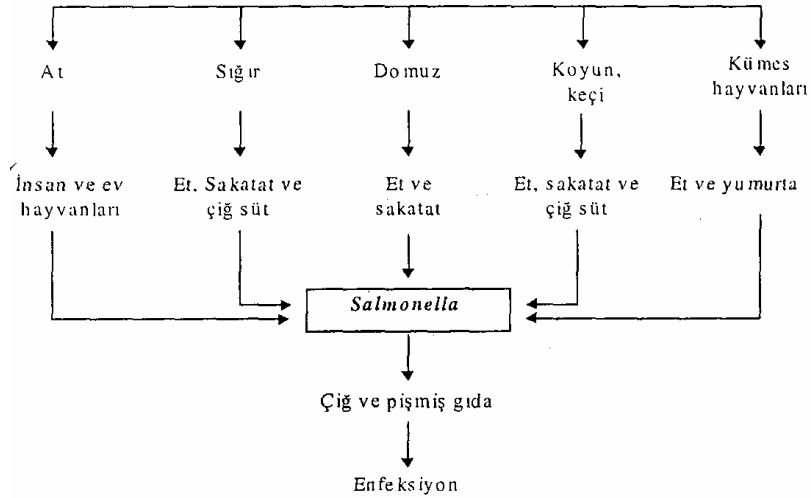 At
Sığır
Domuz
Koyun,
keçi
Kümes
hayvanları
İnsan ve ev
hayvanları
Et, Sakatat ve
çiğ süt
Et ve
sakatat
Et, sakatat ve
çiğ süt
Et ve yumurta
Salmonella
Çiğ ve pişmiş gıda
Enfeksiyon